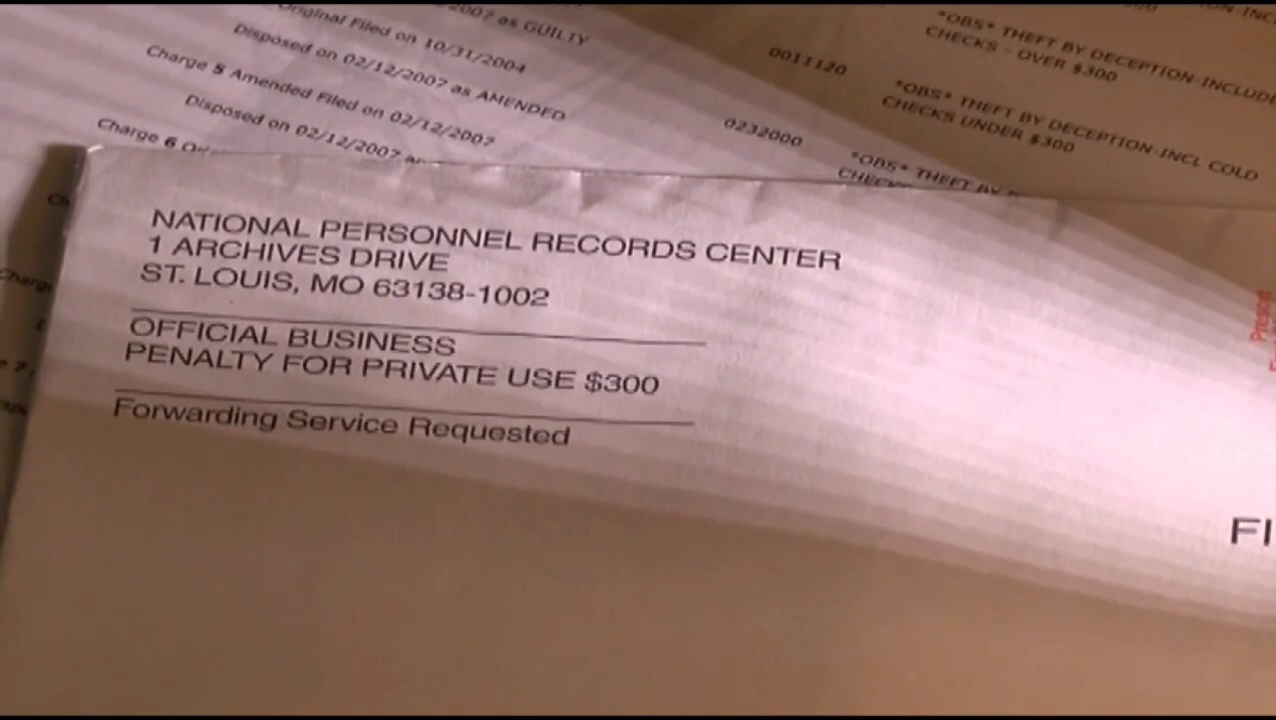 2007 as GUILTY
Original Filed on 10/31/2004
Disposed on 02/12/2007 as AMENDED
Charge 5 Amended Filed on 02/12/2007
Disposed on 02/12/2007
Charge 6
0011120
0232000
*OBS* THEFT BY DECEPTION-INCLUDE
CHECKS - OVER $300
*OBS* THEFT BY DECEPTION-INCL COLD
CHECKS UNDER $300
*OBS* THEFT BY
NATIONAL PERSONNEL RECORDS CENTER
1 ARCHIVES DRIVE
ST. LOUIS, MO 63138-1002
OFFICIAL BUSINESS
PENALTY FOR PRIVATE USE $300
Forwarding Service Requested
FI